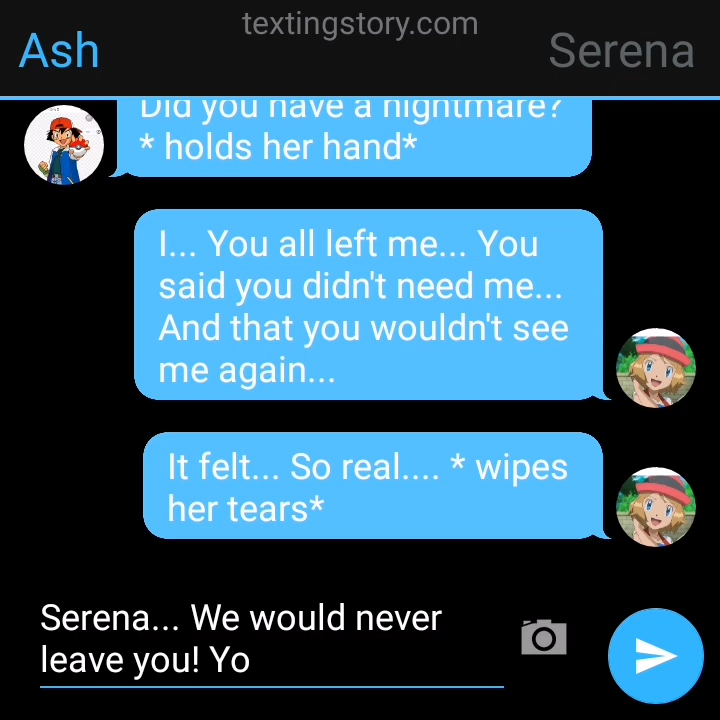 textingstory.com
Ash
Serena
Did you have a nightmare?
* holds her hand*
I... You all left me... You
said you didn't need me...
And that you wouldn't see
me again...
It felt... So real.... * wipes
her tears*
Serena... We would never
leave you! Yo